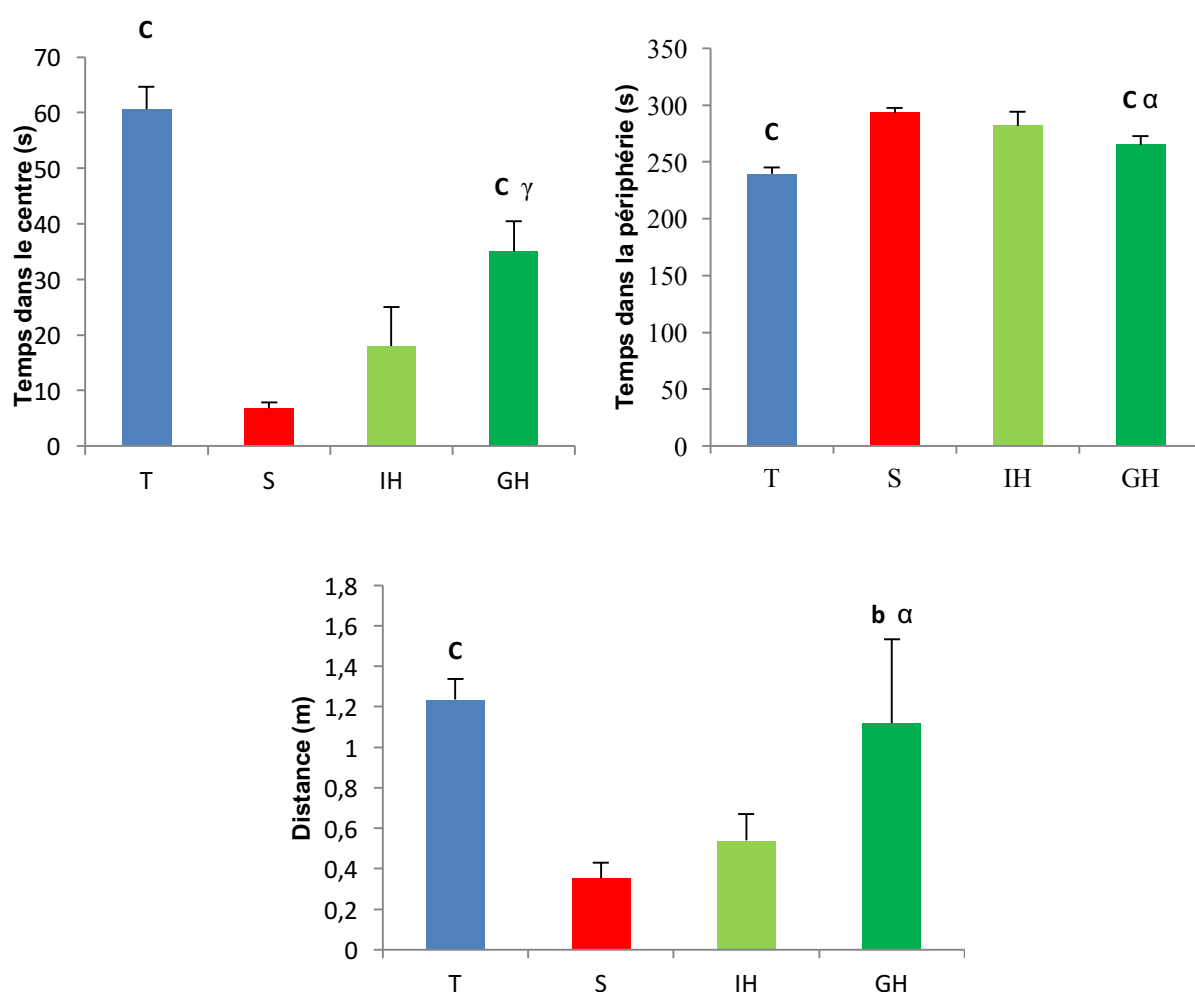 C
Temps dans le centre (s)
70
60
50
40
30
20
10
0
C γ
T S IH GH
Temps dans la périphérie (s)
350
300
250
200
150
100
50
0
C
C α
T S IH GH
Distance (m)
1,8
1,6
1,4
1,2
1
0,8
0,6
0,4
0,2
0
C
b α
T S IH GH